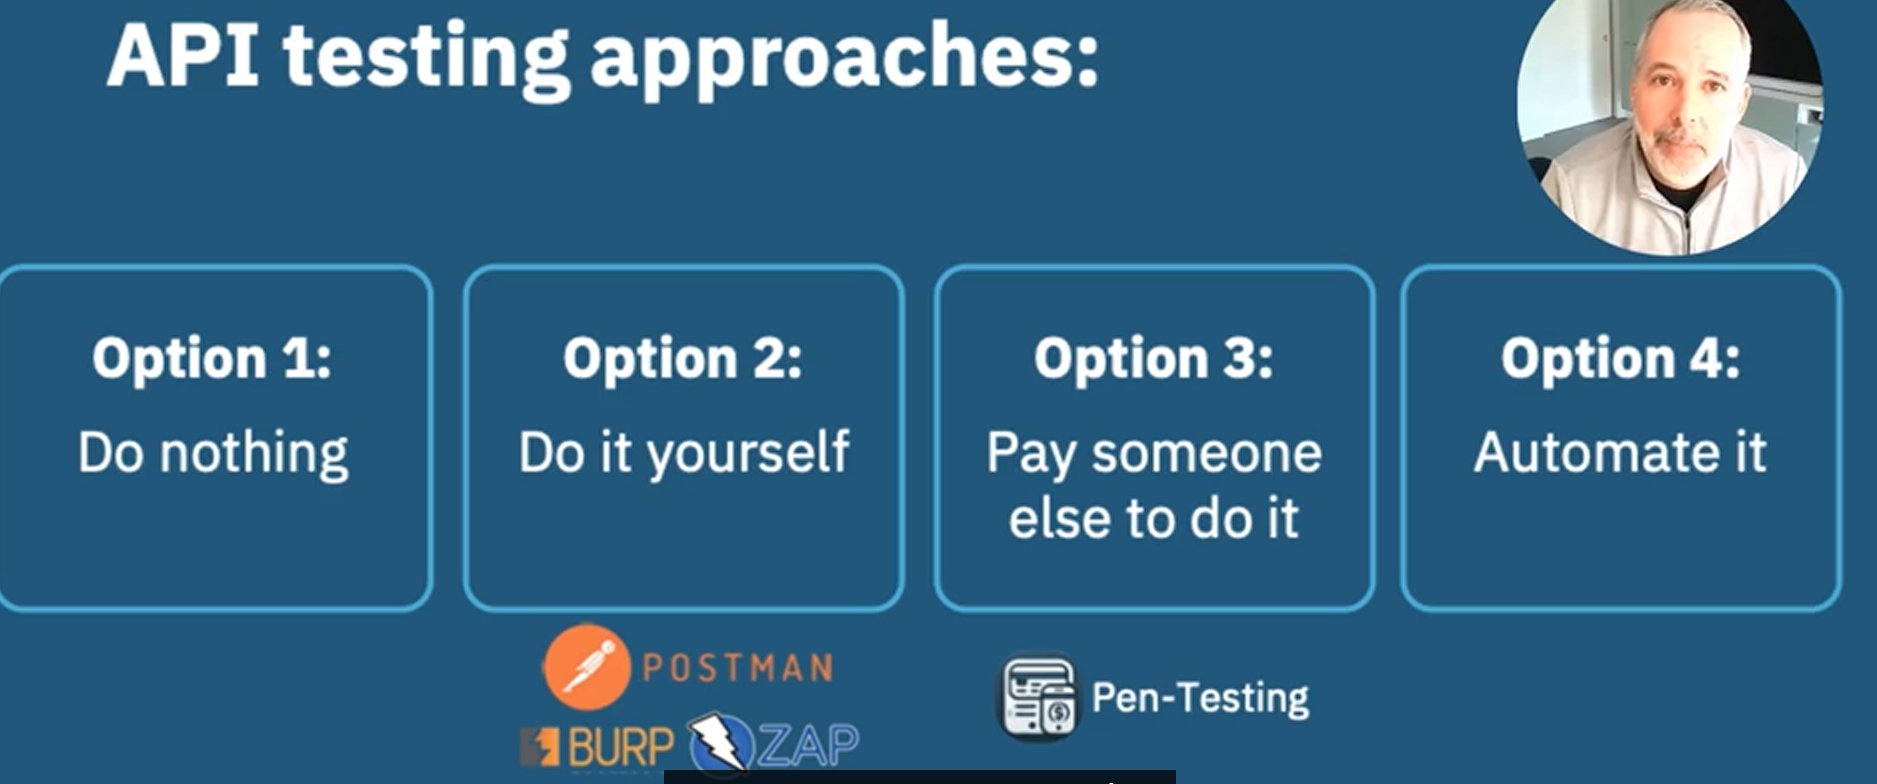 API testing approaches:
Option 1:
Do nothing
Option 2:
Do it yourself
POSTMAN
BURP
ZAP
Option 3:
Pay someone
else to do it
Pen-Testing
Option 4:
Automate it